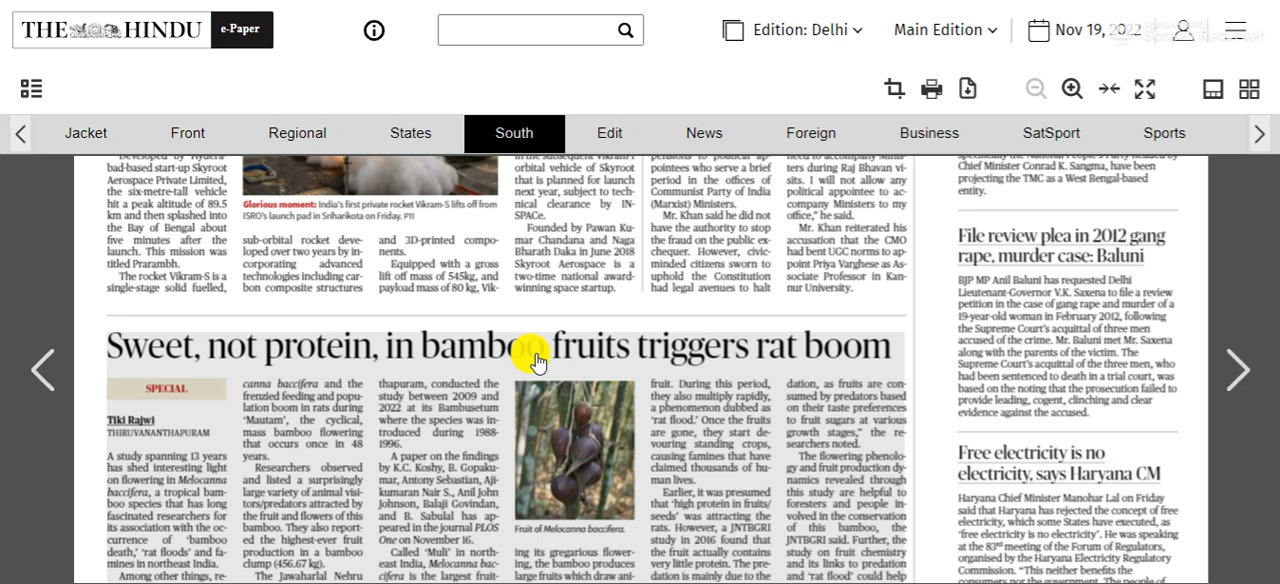 THE HINDU e-Paper
Edition: Delhi
Main Edition
Nov 19, 2022
Jacket
Front
Regional
States
South
Edit
News
Foreign
Business
SatSport
Sports
bad-based start-up Skyroot
Aerospace Private Limited,
the six-metre-tall vehicle
hit a peak altitude of 89.5
km and then splashed into
the Bay of Bengal about
five minutes after the
launch. This mission was
titled Prarambh.
The rocket Vikram-S is a
single-stage solid fuelled,
Glorious moment: India's first private rocket Vikram-S lifts off from
ISRO's launch pad in Sriharikota on Friday. P11
sub-orbital rocket deve-
loped over two years by in-
corporating advanced
technologies including car-
bon composite structures
and 3D-printed compo-
nents.
Equipped with a gross
lift off mass of 545kg, and
payload mass of 80 kg, Vik-
orbital vehicle of Skyroot
that is planned for launch
next year, subject to tech-
nical clearance by IN-
SPACe.
Founded by Pawan Ku-
mar Chandana and Naga
Bharath Daka in June 2018
Skyroot Aerospace is a
two-time national award-
winning space startup.
pensions to political ap-
pointees who serve a brief
period in the offices of
Communist Party of India
(Marxist) Ministers.
Mr. Khan said he did not
have the authority to stop
the fraud on the public ex-
chequer. However, civic-
minded citizens sworn to
uphold the Constitution
had legal avenues to halt
need to accompany Minis-
ters during Raj Bhavan vi-
sits. I will not allow any
political appointee to ac-
company Ministers to my
office," he said.
Mr. Khan reiterated his
accusation that the CMO
had bent UGC norms to ap-
point Priya Varghese as As-
sociate Professor in Kan-
nur University.
Sweet, not protein, in bamboo fruits triggers rat boom
SPECIAL
Tiki Rajwi
THIRUVANANTHAPURAM
A study spanning 13 years
has shed interesting light
on flowering in Melocanna
baccifera, a tropical bam-
boo species that has long
fascinated researchers for
its association with the oc-
currence of 'bamboo
death,' 'rat floods' and fa-
mines in northeast India.
Among other things, re-
canna baccifera and the
frenzied feeding and popu-
lation boom in rats during
'Mautam', the cyclical,
mass bamboo flowering
that occurs once in 48
years.
Researchers observed
and listed a surprisingly
large variety of animal visi-
tors/predators attracted by
the fruit and flowers of this
bamboo. They also report-
ed the highest-ever fruit
production in a bamboo
clump (456.67 kg).
The Jawaharlal Nehru
thapuram, conducted the
study between 2009 and
2022 at its Bambusetum
where the species was in-
troduced during 1988-
1996.
A paper on the findings
by K.C. Koshy, B. Gopaku-
mar, Antony Sebastian, Aji-
kumaran Nair S., Anil John
Johnson, Balaji Govindan,
and B. Sabulal has ap-
peared in the journal PLOS
One on November 16.
Called 'Muli' in north-
east India, Melocanna bac-
cifera is the largest fruit-
Fruit of Melocanna baccifera.
ing its gregarious flower-
ing, the bamboo produces
large fruits which draw ani-
fruit. During this period,
they also multiply rapidly,
a phenomenon dubbed as
'rat flood.' Once the fruits
are gone, they start de-
vouring standing crops,
causing famines that have
claimed thousands of hu-
man lives.
Earlier, it was presumed
that 'high protein in fruits/
seeds' was attracting the
rats. However, a JNTBGRI
study in 2016 found that
the fruit actually contains
very little protein. The pre-
dation is mainly due to the
dation, as fruits are con-
sumed by predators based
on their taste preferences
to fruit sugars at various
growth stages," the re-
searchers noted.
The flowering phenolo-
gy and fruit production dy-
namics revealed through
this study are helpful to
foresters and people in-
volved in the conservation
of this bamboo, the
JNTBGRI said. Further, the
study on fruit chemistry
and its links to predation
and 'rat flood' could help
Chief Minister Conrad K. Sangma, have been
projecting the TMC as a West Bengal-based
entity.
File review plea in 2012 gang
rape, murder case: Baluni
BJP MP Anil Baluni has requested Delhi
Lieutenant-Governor V.K. Saxena to file a review
petition in the case of gang rape and murder of a
19-year-old woman in February 2012, following
the Supreme Court's acquittal of three men
accused of the crime. Mr. Baluni met Mr. Saxena
along with the parents of the victim. The
Supreme Court's acquittal of the three men, who
had been sentenced to death in a trial court, was
based on the noting that the prosecution failed to
provide leading, cogent, clinching and clear
evidence against the accused.
Free electricity is no
electricity, says Haryana CM
Haryana Chief Minister Manohar Lal on Friday
said that Haryana has rejected the concept of free
electricity, which some States have executed, as
'free electricity is no electricity'. He was speaking
at the 83rd meeting of the Forum of Regulators,
organised by the Haryana Electricity Regulatory
Commission. "This neither benefits the